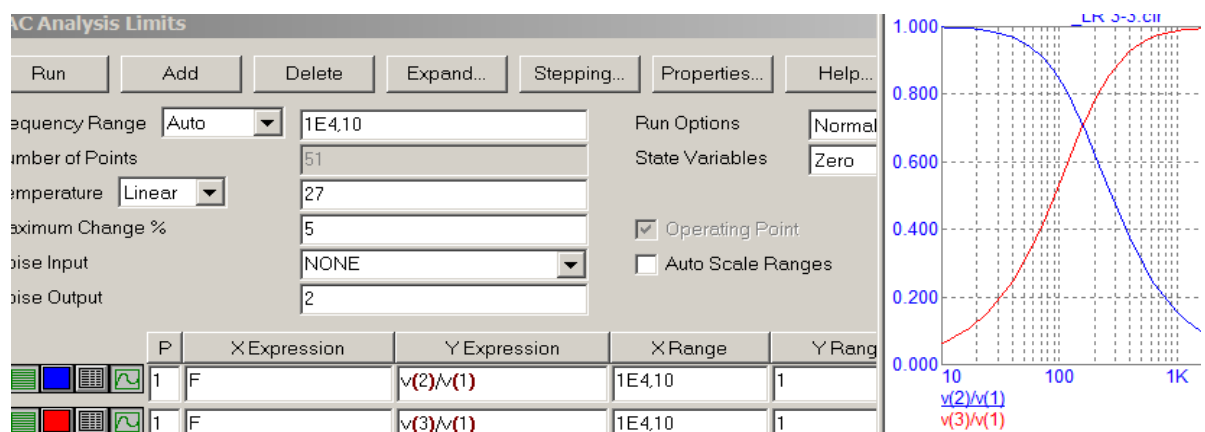 AC Analysis Limits
Run Add Delete Expand... Stepping... Properties... Help...
equency Range Auto 1E4,10 Run Options Normal
umber of Points 51 State Variables Zero
emperature Linear 27
aximum Change % 5 Operating Point
oise Input NONE Auto Scale Ranges
oise Output 2
P X Expression Y Expression X Range Y Rang
1 F v(2)/v(1) 1E4,10 1
1 F v(3)/v(1) 1E4,10 1
_LR 3-3.cir
1.000
0.800
0.600
0.400
0.200
0.000
10 100 1K
v(2)/v(1)
v(3)/v(1)